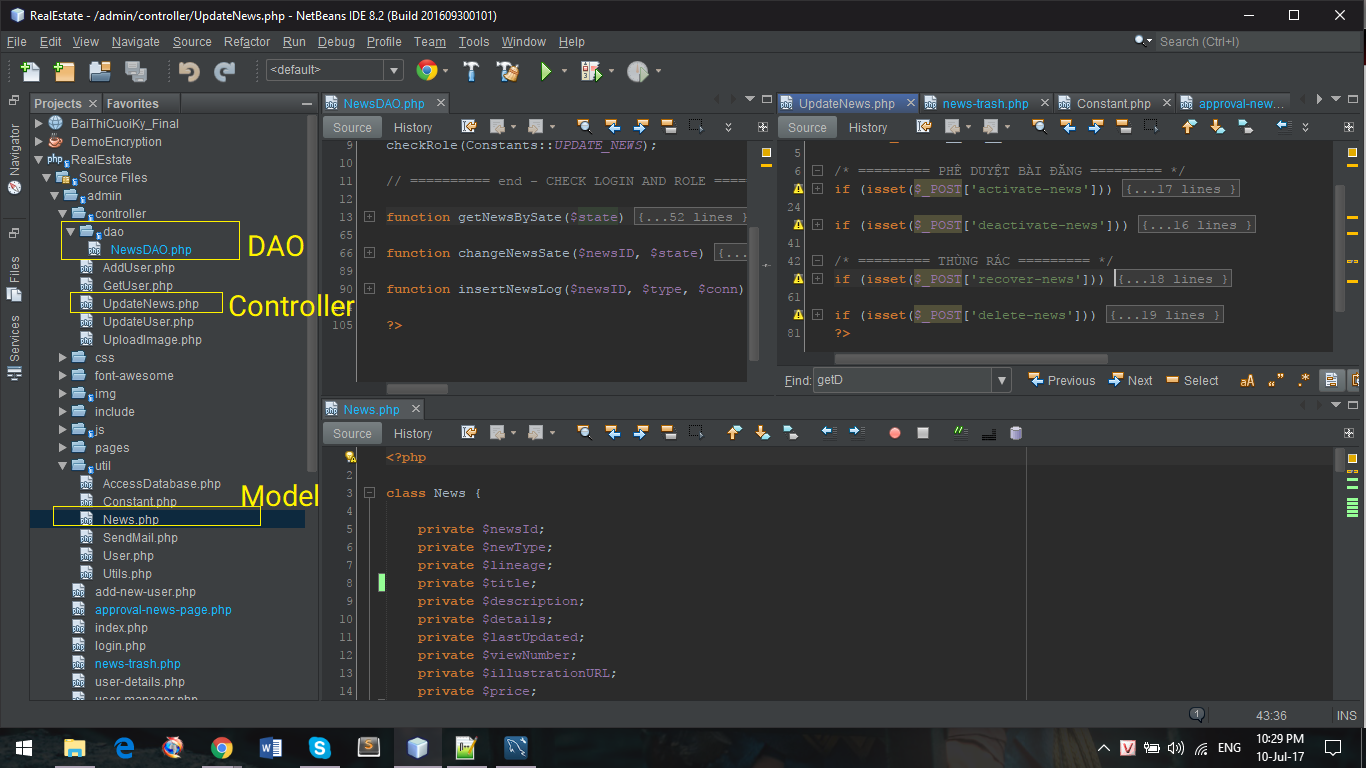 RealEstate - /admin/controller/UpdateNews.php - NetBeans IDE 8.2 (Build 201609300101)
File Edit View Navigate Source Refactor Run Debug Profile Team Tools Window Help
Search (Ctrl+I)
<default>
Navigator
Files
Services
Projects
Favorites
BaiThiCuoiKy_Final
DemoEncryption
RealEstate
Source Files
admin
controller
dao
NewsDAO.php
DAO
AddUser.php
GetUser.php
UpdateNews.php
Controller
UpdateUser.php
UploadImage.php
css
font-awesome
img
include
js
pages
util
AccessDatabase.php
Constant.php
Model
News.php
SendMail.php
User.php
Utils.php
add-new-user.php
approval-news-page.php
index.php
login.php
news-trash.php
user-details.php
user-manager.php
NewsDAO.php
Source History
9 checkRole(Constants::UPDATE_NEWS);
10
11 // ========== end - CHECK LOGIN AND ROLE ====
12
13 function getNewsBySate($state) {...52 lines }
65
66 function changeNewsSate($newsID, $state) {...
89
90 function insertNewsLog($newsID, $type, $conn)
105 ?>
UpdateNews.php news-trash.php Constant.php approval-new...
Source History
5
6 /* ========= PHÊ DUYỆT BÀI ĐĂNG ========= */
if (isset($_POST['activate-news'])) {...17 lines }
24
if (isset($_POST['deactivate-news'])) {...16 lines }
41
42 /* ========= THÙNG RÁC ========= */
if (isset($_POST['recover-news'])) {...18 lines }
61
if (isset($_POST['delete-news'])) {...19 lines }
81 ?>
Find: getD Previous Next Select
News.php
Source History
<?php
2
3 class News {
4
5 private $newsId;
6 private $newType;
7 private $lineage;
8 private $title;
9 private $description;
10 private $details;
11 private $lastUpdated;
12 private $viewNumber;
13 private $illustrationURL;
14 private $price;
1
43:36 INS
ENG
10:29 PM
10-Jul-17